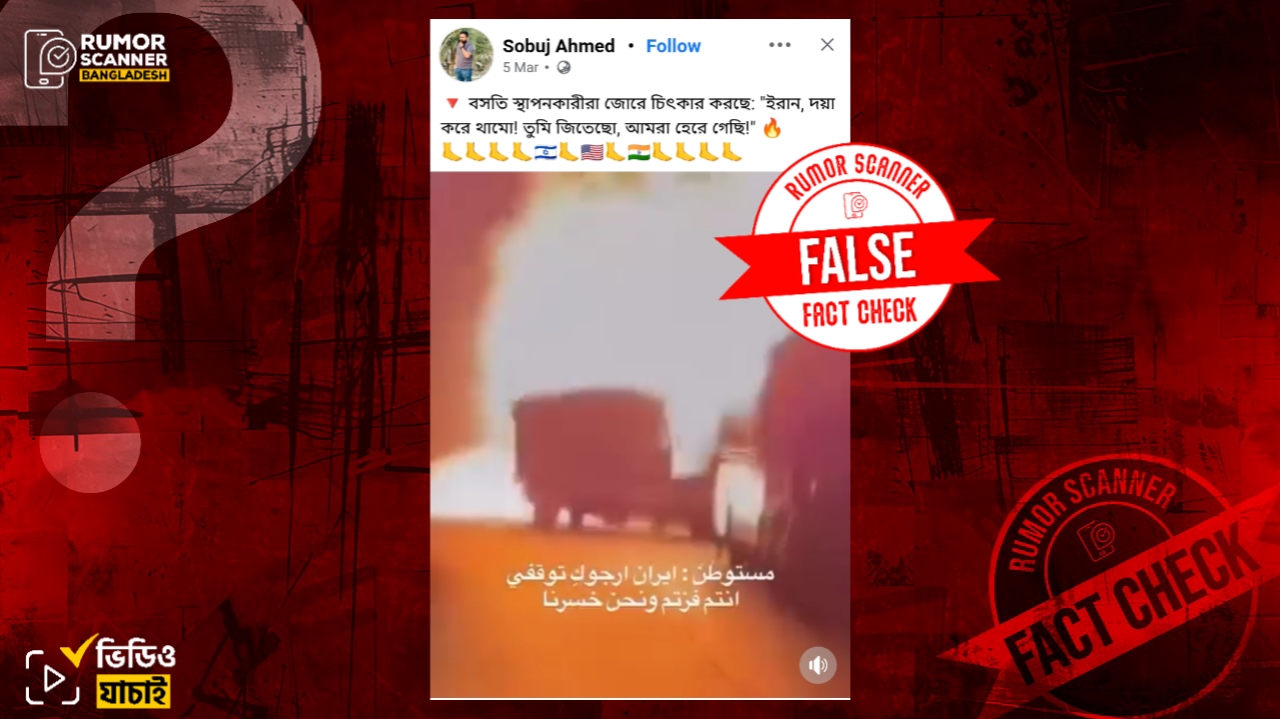 RUMOR
SCANNER
BANGLADESH
Sobuj Ahmed • Follow
5 Mar •
🔻 বসতি স্থাপনকারীরা জোরে চিৎকার করছে: "ইরান, দয়া
করে থামো! তুমি জিতেছো, আমরা হেরে গেছি!" 🔥
🦶🦶🦶🦶🇮🇱🦶🇺🇸🦶🇮🇳🦶🦶🦶🦶
RUMOR SCANNER
FALSE
FACT CHECK
مستوطن : ايران ارجوكِ توقفي
انتم فزتم ونحن خسرنا
RUMOR SCANNER
FACT CHECK
ভিডিও
যাচাই